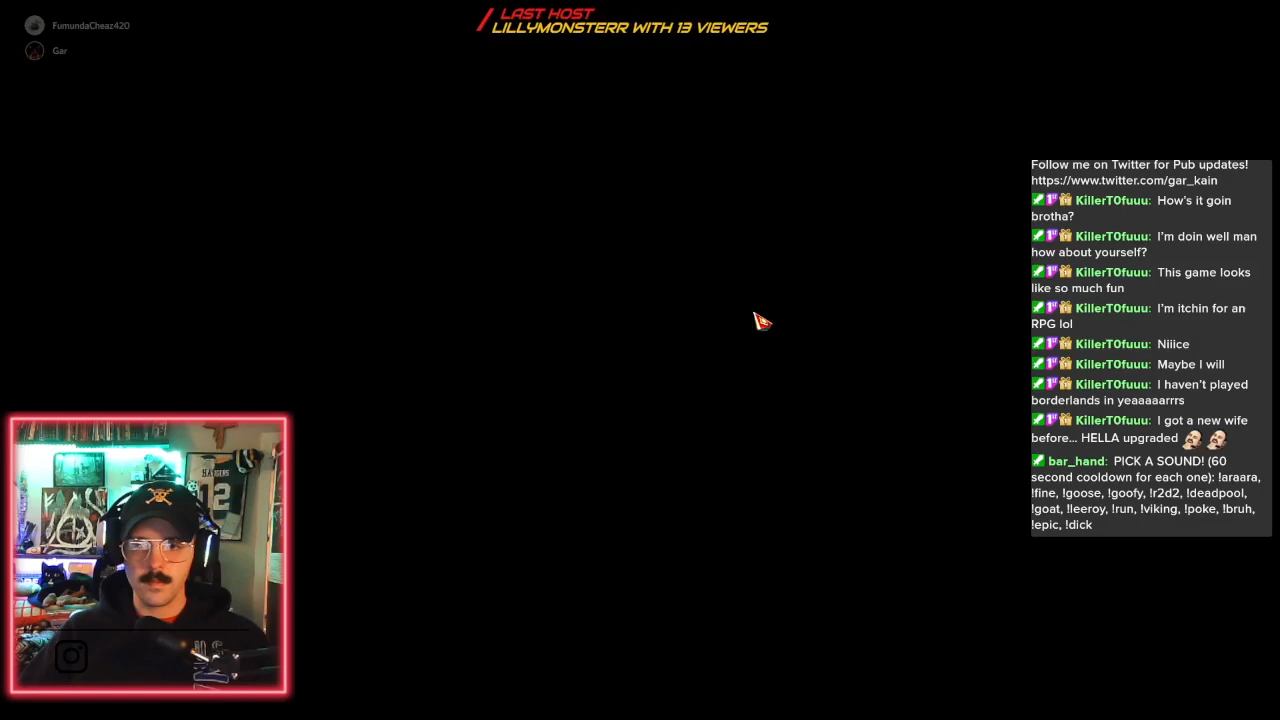 FumundaCheaz420
Gar
LAST HOST
LILLYMONSTERR WITH 13 VIEWERS
Follow me on Twitter for Pub updates!
https://www.twitter.com/gar_kain
KillerT0fuuu: How's it goin
brotha?
KillerT0fuuu: I'm doin well man
how about yourself?
KillerT0fuuu: This game looks
like so much fun
KillerT0fuuu: I'm itchin for an
RPG lol
KillerT0fuuu: Niiice
KillerT0fuuu: Maybe I will
KillerT0fuuu: I haven't played
borderlands in yeaaaaarrrs
KillerT0fuuu: I got a new wife
before... HELLA upgraded
bar_hand: PICK A SOUND! (60
second cooldown for each one): !araara,
!fine, !goose, !goofy, !r2d2, !deadpool,
!goat, !leeroy, !run, !viking, !poke, !bruh,
!epic, !dick
12